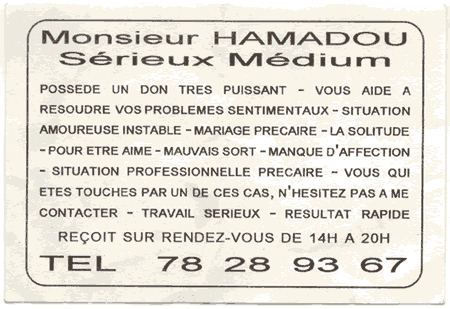 Monsieur HAMADOU
Sérieux Médium
POSSEDE UN DON TRES PUISSANT - VOUS AIDE A
RESOUDRE VOS PROBLEMES SENTIMENTAUX - SITUATION
AMOUREUSE INSTABLE - MARIAGE PRECAIRE - LA SOLITUDE
- POUR ETRE AIME - MAUVAIS SORT - MANQUE D'AFFECTION
- SITUATION PROFESSIONNELLE PRECAIRE - VOUS QUI
ETES TOUCHES PAR UN DE CES CAS, N'HESITEZ PAS A ME
CONTACTER - TRAVAIL SERIEUX - RESULTAT RAPIDE
REÇOIT SUR RENDEZ-VOUS DE 14H A 20H
TEL 78 28 93 67